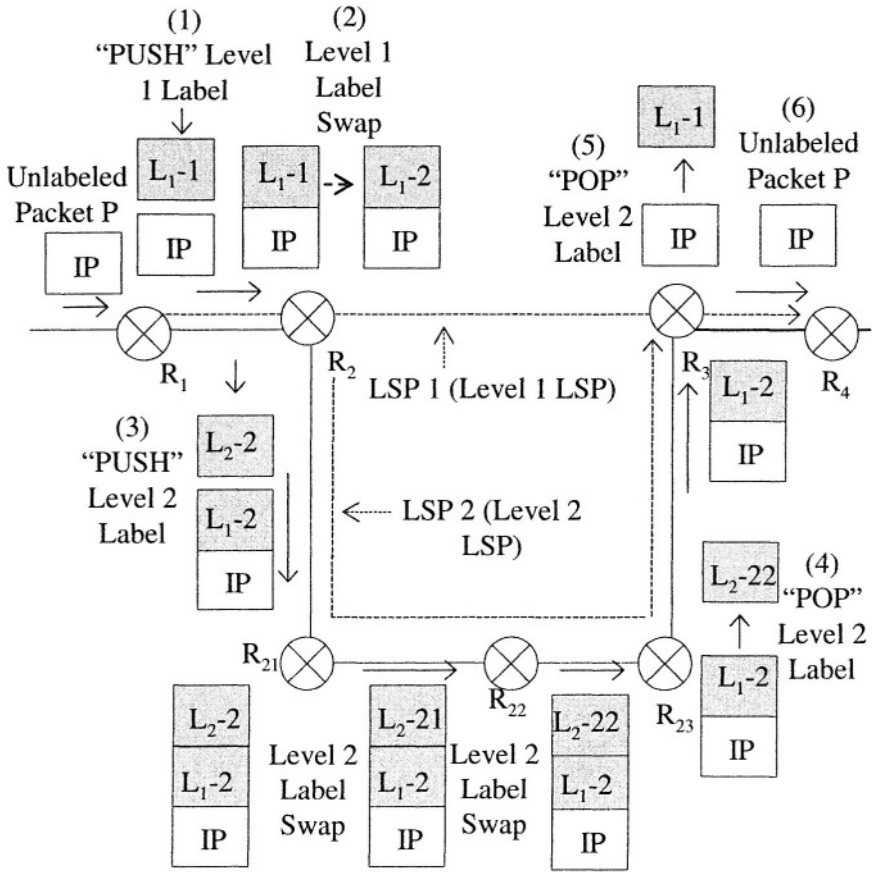 (1)
“PUSH” Level
1 Label
(2)
Level 1
Label
Swap
Unlabeled
Packet P
IP
L₁-1
IP
L₁-1
IP
L₁-2
IP
(5)
“POP”
Level 2
Label
L₁-1
IP
(6)
Unlabeled
Packet P
IP
R₁
R₂
R₃
R₄
LSP 1 (Level 1 LSP)
(3)
“PUSH”
Level 2
Label
L₂-2
L₁-2
IP
LSP 2 (Level 2
LSP)
L₁-2
IP
(4)
“POP”
Level 2
Label
L₂-22
L₁-2
IP
R₂₁
R₂₂
R₂₃
L₂-2
L₁-2
IP
Level 2
Label
Swap
L₂-21
L₁-2
IP
Level 2
Label
Swap
L₂-22
L₁-2
IP